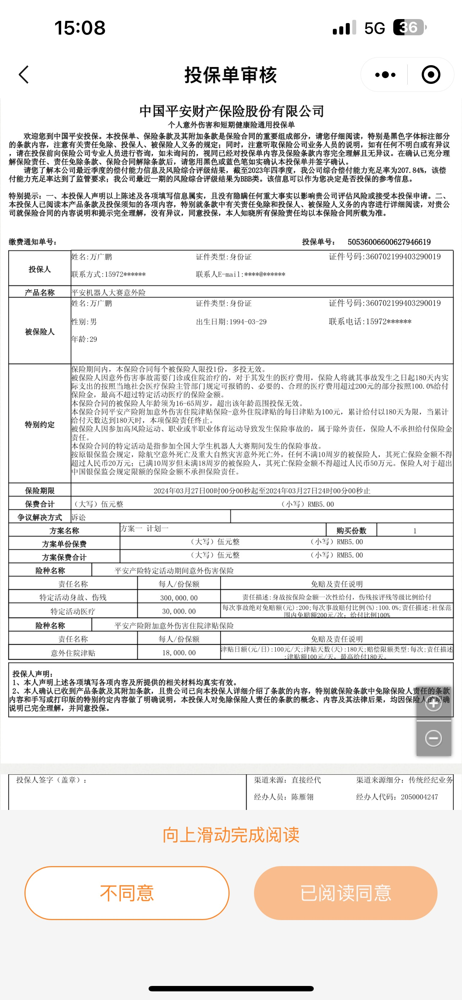 15:08
5G 36
投保单审核
中国平安财产保险股份有限公司
个人意外伤害和短期健康险通用投保单
欢迎您到中国平安投保。本投保单、保险条款及其附加条款是保险合同的重要组成部分，请您仔细阅读，特别是黑色字体标注部分
的条款内容，注意有关责任免除、投保人、被保险人义务的规定；同时，注意听取保险公司业务人员的说明，如有任何不明白或有异议
，请在投保前向保险公司专业人员进行咨询，如未询问的，视同已经对投保单内容及保险条款内容完全理解且无异议。在确认已充分理
解保险责任、责任免除条款、保险合同解除条款后，请您用黑色或蓝色笔如实确认本投保单并签字确认。
请您了解本公司最近季度的偿付能力信息及风险综合评级结果，截至2023年四季度，我公司综合偿付能力充足率为207.84%，该偿
付能力充足率达到了监管要求；我公司最近一期的风险综合评级结果为BBB类。该信息可以作为您决定是否投保的参考信息。
特别提示：一、本投保人声明以上陈述及各项填写信息属实，且没有隐瞒任何重大事实以影响贵公司评估风险或接受本投保申请。二、
本投保人已阅读本产品条款及投保须知的各项内容，特别就条款中有关责任免除和投保人、被保险人义务的内容进行详细阅读，对贵公
司就保险合同的内容说明和提示完全理解，没有异议，同意投保，本人知晓所有保险责任均以本保险合同所载为准。
缴费通知单号： 投保单号： 50536006600627946619
投保人 姓名:万广鹏 证件类型:身份证 证件号码:360702199403290019
联系方式:15972****** 联系人E-mail:****@******
产品名称 平安机器人大赛意外险
被保险人 姓名:万广鹏 证件类型:身份证 证件号码:360702199403290019
性别:男 出生日期:1994-03-29 联系电话:15972******
年龄:29
特别约定
保险期间内，本保险合同每个被保险人限投1份，多投无效。
被保险人因意外伤害事故需要门诊或住院治疗的，对于其发生的医疗费用，保险人将就其事故发生之日起180天内实
际支出的按照当地社会医疗保险主管部门规定可报销的、必要的、合理的医疗费用超过200元的部分按照100.0%给付
保险金，最高不超过特定活动医疗的保险金额。
本保险合同的被保险人年龄须为16-65周岁，超出该年龄范围投保无效。
本保险合同平安产险附加意外伤害住院津贴保险-意外住院津贴的每日津贴为100元，累计给付以180天为限，当累计
给付天数达到180天时，本项保险责任终止。
被保险人因参加高风险运动、职业或半职业体育运动导致发生保险事故的，属于除外责任，保险人不承担给付保险金
责任。
本保险合同的特定活动是指参加全国大学生机器人大赛期间发生的保险事故。
按原银保监会规定，除航空意外死亡及重大自然灾害意外死亡外，任何不满10周岁的被保险人，其死亡保险金额不得
超过人民币20万元；已满10周岁但未满18周岁的被保险人，其死亡保险金额不得超过人民币50万元。保险人对于超出
中国银保监会规定限额的保险金额不承担保险责任。
保险期限 2024年03月27日00时00分00秒起至2024年03月27日24时00分00秒止
保费合计 （大写）伍元整 （小写）RMB5.00
争议解决方式 诉讼
方案名称 方案一 计划一 购买份数 1
方案单份保费 （大写）伍元整 （小写）RMB5.00
方案保费合计 （大写）伍元整 （小写）RMB5.00
险种名称 平安产险特定活动期间意外伤害保险
责任名称 每人/份保额 免赔及责任说明
特定活动身故、伤残 300,000.00 责任描述:身故按保险金额一次性给付，伤残按评残等级比例给付
特定活动医疗 30,000.00 每次事故绝对免赔额(元):200;每次事故赔付比例(%):100.0%;责任描述:社保范
围内免赔额200元/次；给付比例100%
险种名称 平安产险附加意外伤害住院津贴保险
责任名称 每人/份保额 免赔及责任说明
意外住院津贴 18,000.00 津贴日额(元/日):100元/天;津贴天数(天):180天;赔偿限额类型:每次;责任描述
:津贴额100元/天，最高给付180天。
投保人声明：
1、本人声明上述各项填写各项内容及所提供的相关材料均真实有效。
2、本人确认已收到产品条款及其附加条款，且贵公司已向本投保人详细介绍了条款的内容，特别就保险条款中免除保险人责任的条款
内容和手写或打印版的特别约定内容做了明确说明，本投保人对免除保险人责任的条款的概念、内容及其法律后果，均因保险人的明确
说明已完全理解，并同意投保。
投保人签字（盖章）： 渠道来源：直接经代 渠道来源细分：传统经纪业务
经办人员：陈雁翎 经办人代码：2050004247
向上滑动完成阅读
不同意 已阅读同意